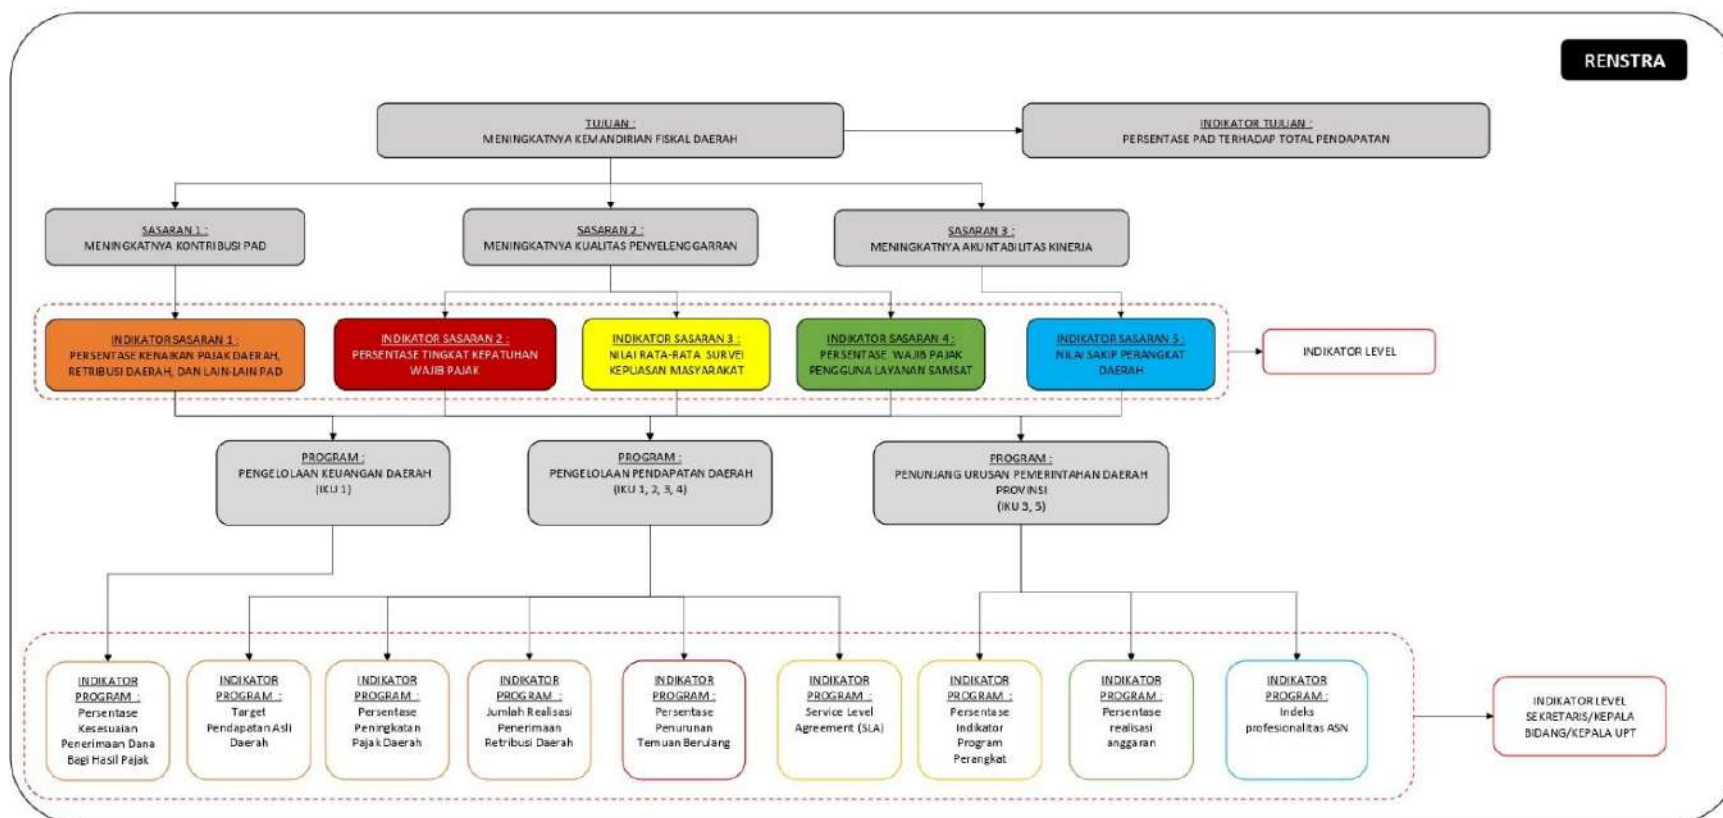 RENSTRA
TUJUAN :
MENINGKATNYA KEMANDIRIAN FISKAL DAERAH
INDIKATOR TUJUAN :
PERSENTASE PAD TERHADAP TOTAL PENDAPATAN
SASARAN 1 :
MENINGKATNYA KONTRIBUSI PAD
SASARAN 2 :
MENINGKATNYA KUALITAS PENYELENGGARRAN
SASARAN 3 :
MENINGKATNYA AKUNTABILITAS KINERJA
INDIKATOR SASARAN 1 :
PERSENTASE KENAIKAN PAJAK DAERAH,
RETRIBUSI DAERAH, DAN LAIN-LAIN PAD
INDIKATOR SASARAN 2 :
PERSENTASE TINGKAT KEPATUHAN
WAJIB PAJAK
INDIKATOR SASARAN 3 :
NILAI RATA-RATA SURVEI
KEPUASAN MASYARAKAT
INDIKATOR SASARAN 4 :
PERSENTASE WAJIB PAJAK
PENGGUNA LAYANAN SAMSAT
INDIKATOR SASARAN 5 :
NILAI SAKIP PERANGKAT
DAERAH
INDIKATOR LEVEL
PROGRAM :
PENGELOLAAN KEUANGAN DAERAH
(IKU 1)
PROGRAM :
PENGELOLAAN PENDAPATAN DAERAH
(IKU 1, 2, 3, 4)
PROGRAM :
PENUNJANG URUSAN PEMERINTAHAN DAERAH
PROVINSI
(IKU 3, 5)
INDIKATOR
PROGRAM :
Persentase
Kesesuaian
Penerimaan Dana
Bagi Hasil Pajak
INDIKATOR
PROGRAM :
Target
Pendapatan Asli
Daerah
INDIKATOR
PROGRAM :
Persentase
Peningkatan
Pajak Daerah
INDIKATOR
PROGRAM :
Jumlah Realisasi
Penerimaan
Retribusi Daerah
INDIKATOR
PROGRAM :
Persentase
Penurunan
Temuan Berulang
INDIKATOR
PROGRAM :
Service Level
Agreement (SLA)
INDIKATOR
PROGRAM :
Persentase
Indikator
Program
Perangkat
INDIKATOR
PROGRAM :
Persentase
realisasi
anggaran
INDIKATOR
PROGRAM :
Indeks
profesionalitas ASN
INDIKATOR LEVEL
SEKRETARIS/KEPALA
BIDANG/KEPALA UPT